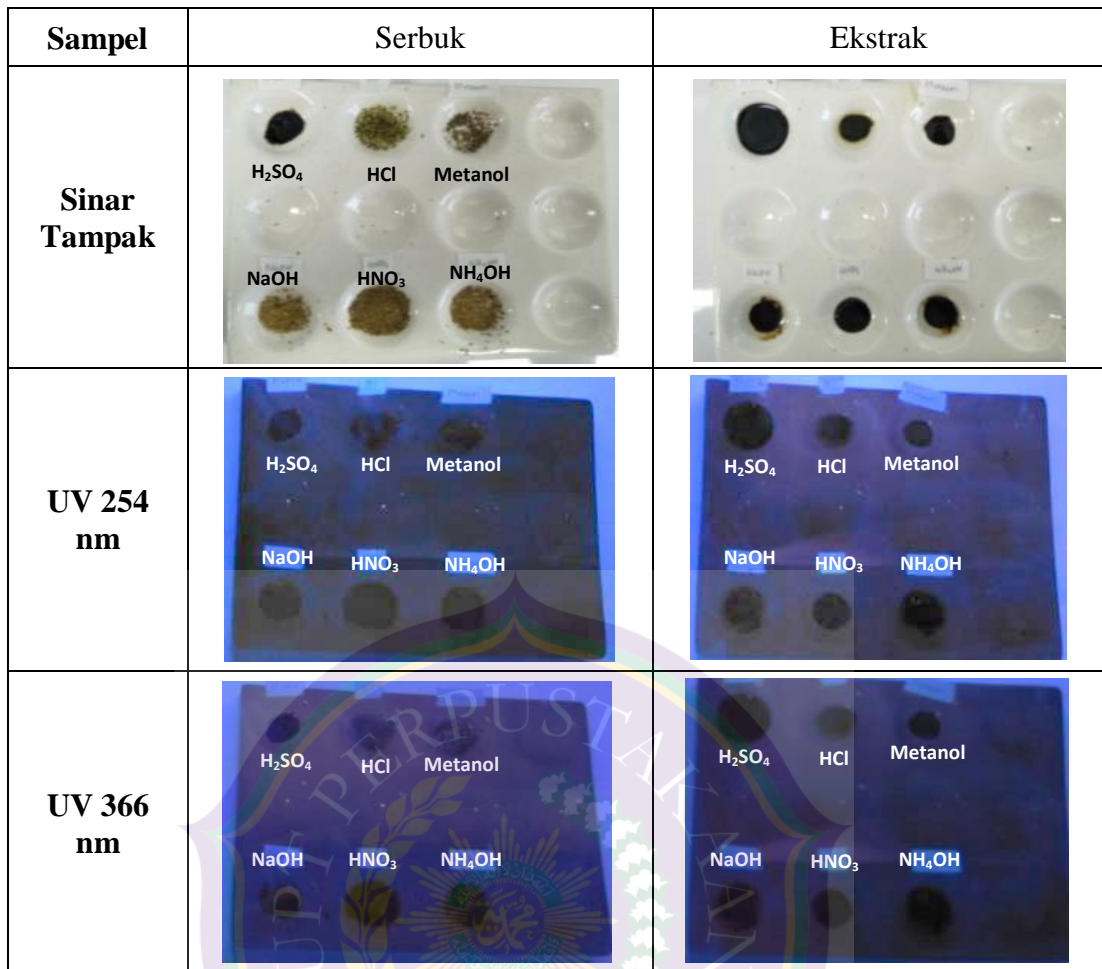 Sampel Serbuk Ekstrak
Sinar
Tampak
H₂SO₄ HCl Metanol
NaOH HNO₃ NH₄OH
UV 254
nm
H₂SO₄ HCl Metanol
NaOH HNO₃ NH₄OH
H₂SO₄ HCl Metanol
NaOH HNO₃ NH₄OH
UV 366
nm
H₂SO₄ HCl Metanol
NaOH HNO₃ NH₄OH
H₂SO₄ HCl Metanol
NaOH HNO₃ NH₄OH
UPT PERPUSTAKAAN